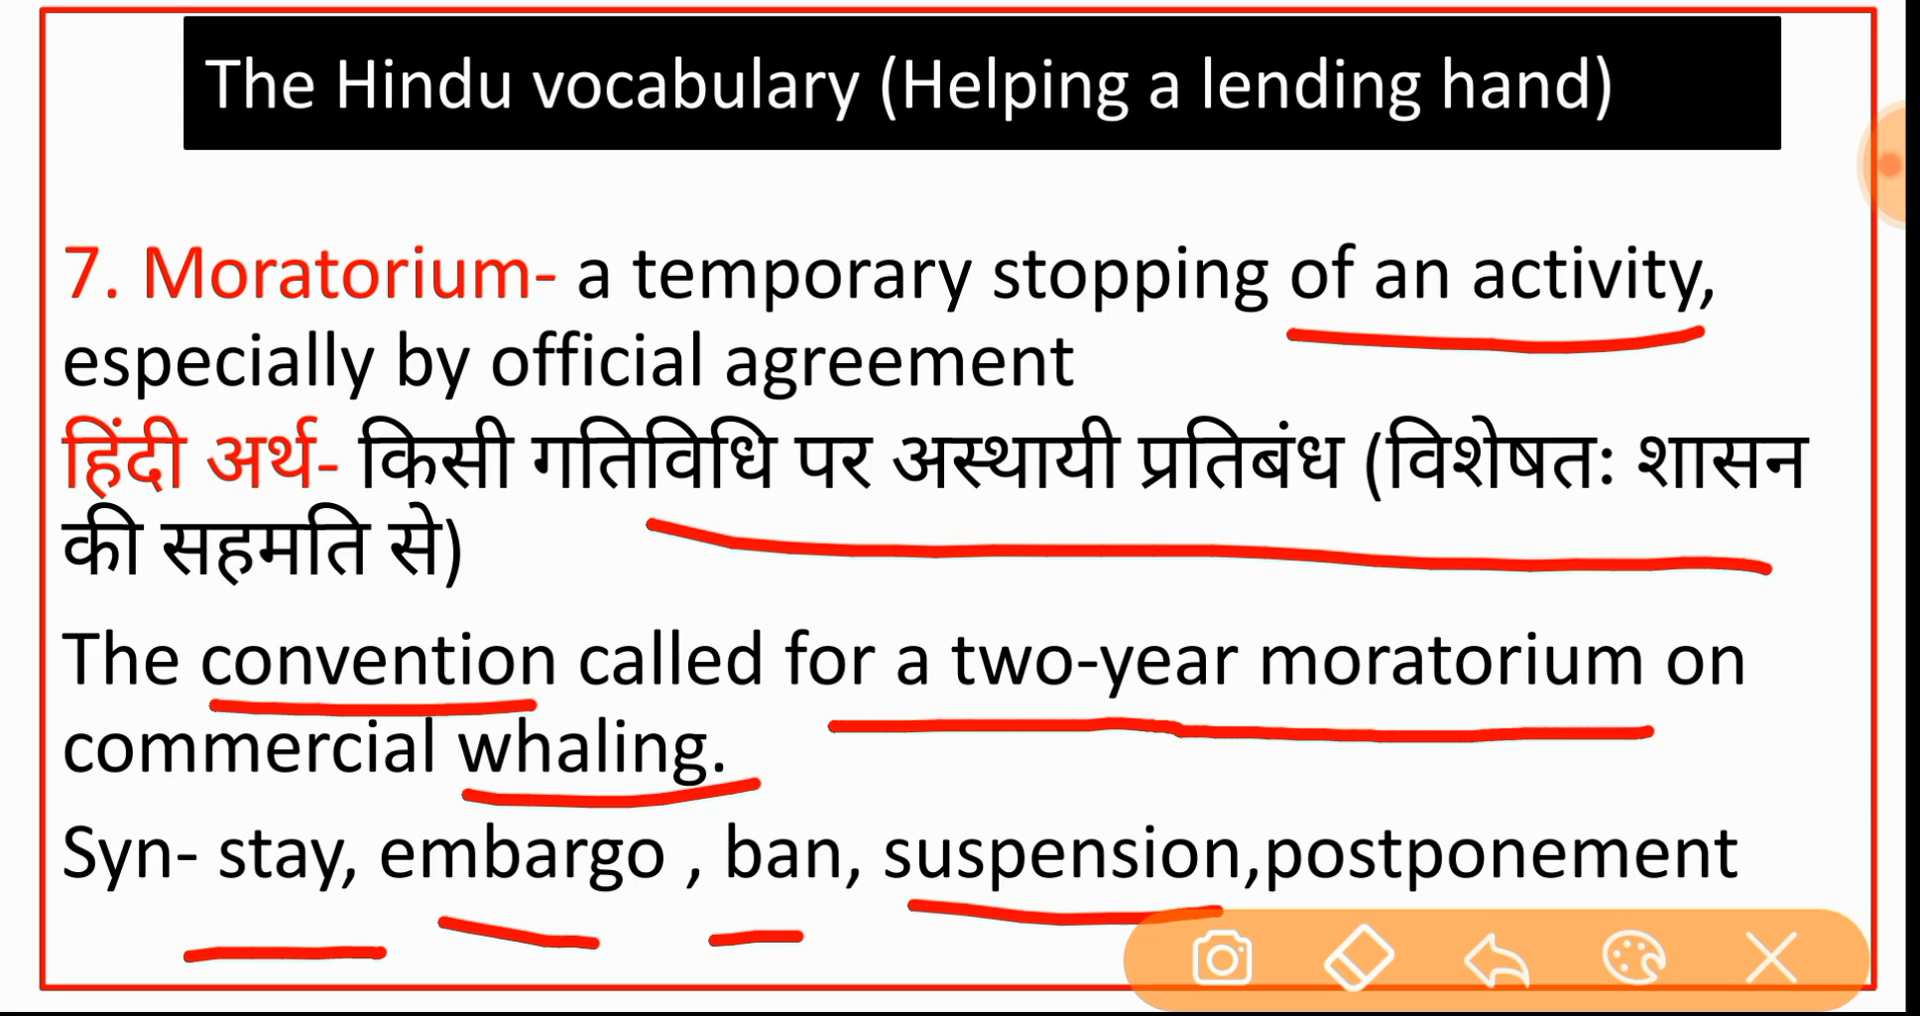 The Hindu vocabulary (Helping a lending hand)
7. Moratorium- a temporary stopping of an activity,
especially by official agreement
हिंदी अर्थ- किसी गतिविधि पर अस्थायी प्रतिबंध (विशेषतः शासन
की सहमति से)
The convention called for a two-year moratorium on
commercial whaling.
Syn- stay, embargo , ban, suspension,postponement